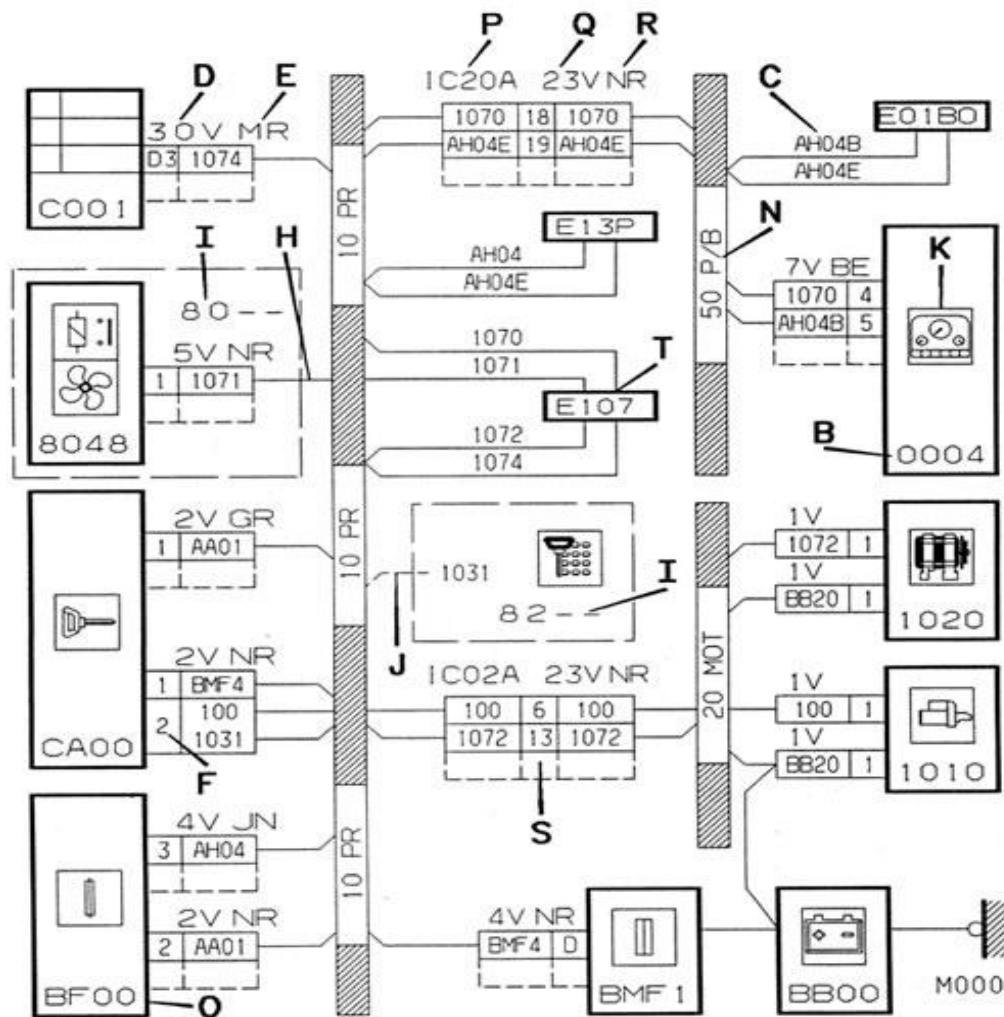 P Q R
D E
1C20A 23V NR
C
30V MR
1070 18 1070
E01B0
D3 1074
AH04E 19 AH04E
AH04B
AH04E
C001
10 PR
E13P
N
K
I
H
AH04
50 P/B
7V BE
80--
AH04E
1070 4
AH04B 5
5V NR
1070
T
1 1071
1071
8048
E107
B
0004
1072
1074
2V GR
1V
1 AA01
10 PR
1072 1
1031
I
1V
82--
BB20 1
1020
2V NR
J
20 MOT
1 BMF4
1C02A 23V NR
1V
2 100
100 6 100
100 1
1031
1072 13 1072
1V
CA00
BB20 1
1010
F
S
4V JN
3 AH04
10 PR
2V NR
4V NR
2 AA01
BMF4 D
BF00
O
BMF1
BB00
M000